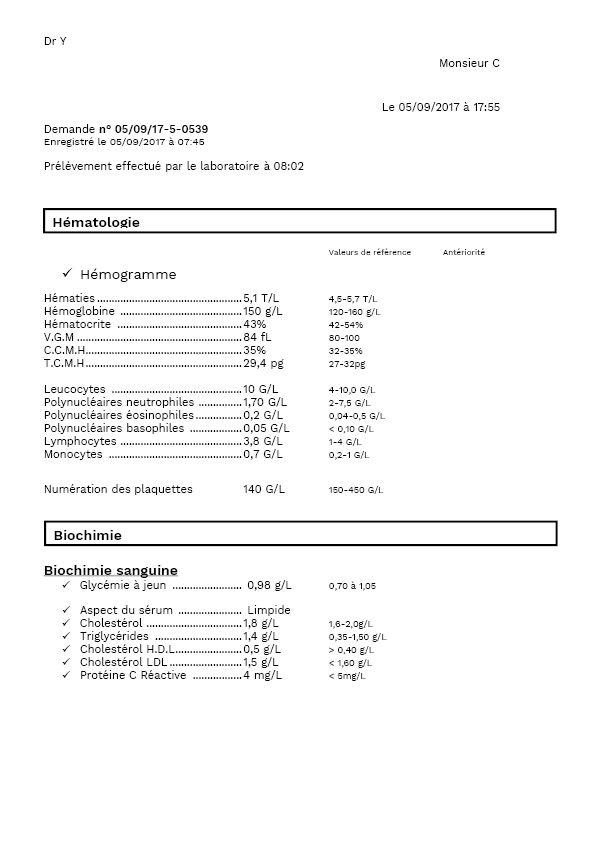 Dr Y
Monsieur C
Le 05/09/2017 à 17:55
Demande n° 05/09/17-5-0539
Enregistré le 05/09/2017 à 07:45
Prélèvement effectué par le laboratoire à 08:02
Hématologie
Valeurs de référence Antériorité
✓ Hémogramme
Hématies ................................................. 5,1 T/L 4,5-5,7 T/L
Hémoglobine .......................................... 150 g/L 120-160 g/L
Hématocrite .......................................... 43% 42-54%
V.G.M ........................................................ 84 fL 80-100
C.C.M.H..................................................... 35% 32-35%
T.C.M.H..................................................... 29,4 pg 27-32pg
Leucocytes ............................................ 10 G/L 4-10,0 G/L
Polynucléaires neutrophiles ............... 1,70 G/L 2-7,5 G/L
Polynucléaires éosinophiles ................ 0,2 G/L 0,04-0,5 G/L
Polynucléaires basophiles .................. 0,05 G/L < 0,10 G/L
Lymphocytes .......................................... 3,8 G/L 1-4 G/L
Monocytes ............................................. 0,7 G/L 0,2-1 G/L
Numération des plaquettes 140 G/L 150-450 G/L
Biochimie
Biochimie sanguine
✓ Glycémie à jeun ........................ 0,98 g/L 0,70 à 1,05
✓ Aspect du sérum ...................... Limpide
✓ Cholestérol ................................. 1,8 g/L 1,6-2,0g/L
✓ Triglycérides .............................. 1,4 g/L 0,35-1,50 g/L
✓ Cholestérol H.D.L....................... 0,5 g/L > 0,40 g/L
✓ Cholestérol LDL ......................... 1,5 g/L < 1,60 g/L
✓ Protéine C Réactive ................. 4 mg/L < 5mg/L